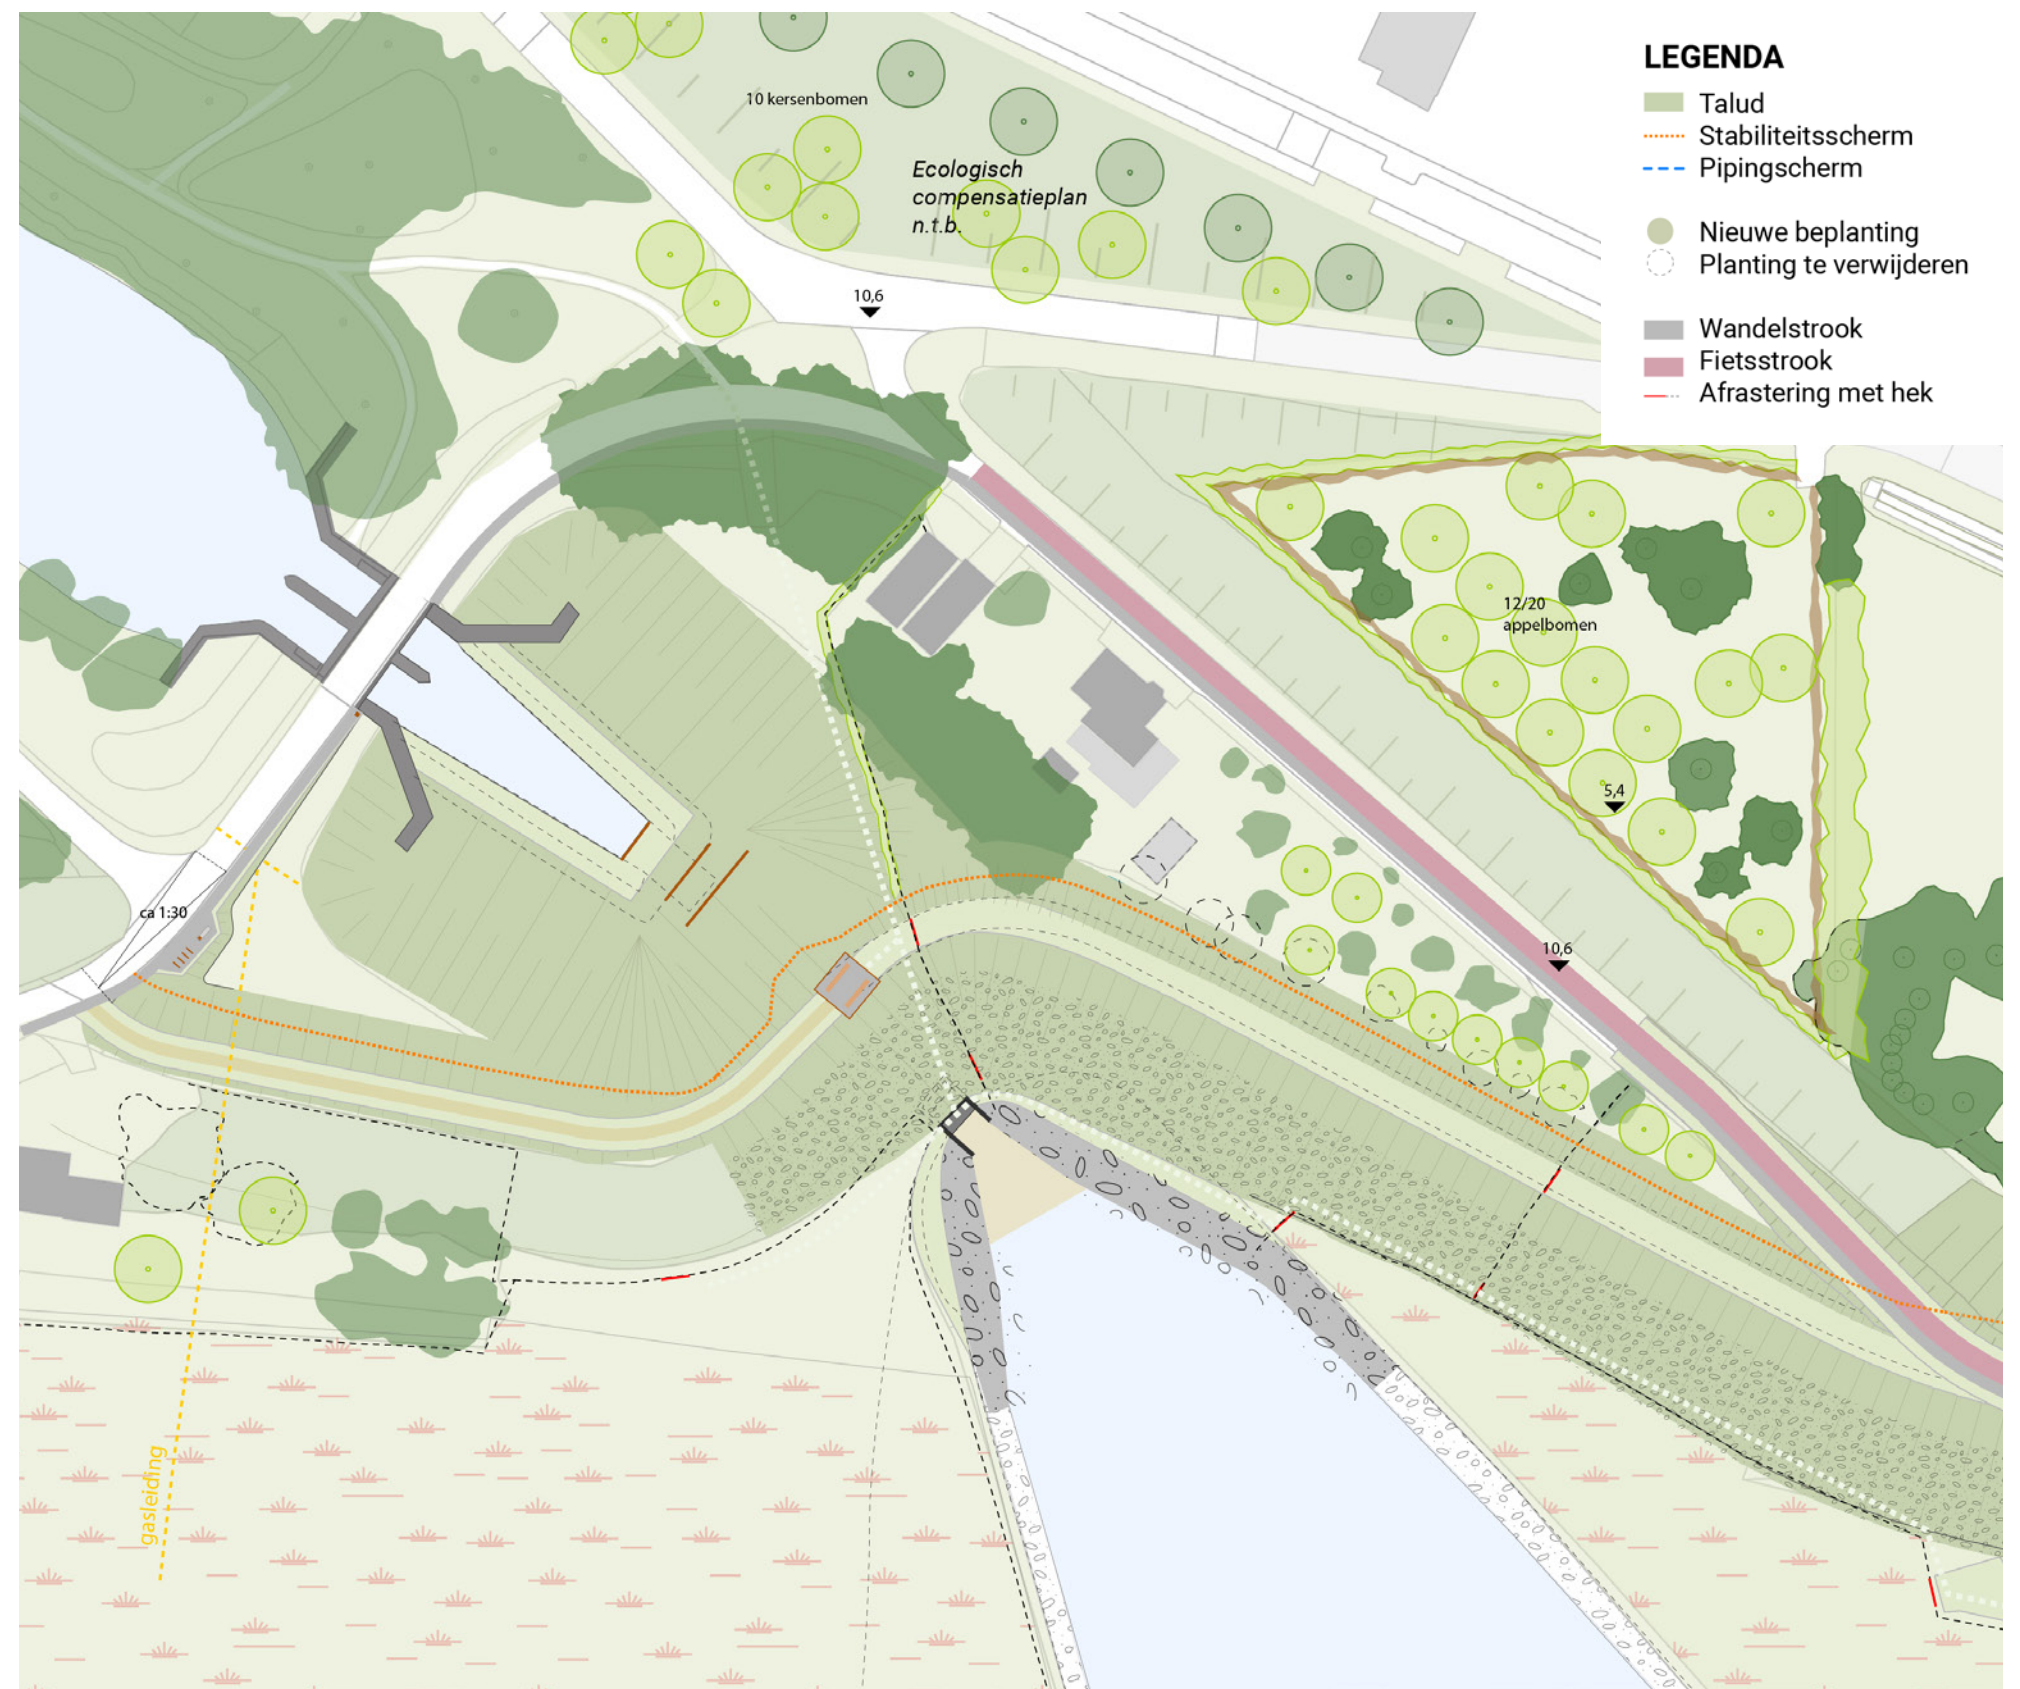 LEGENDA
Talud
Stabiliteitsscherm
Pipingscherm
Nieuwe beplanting
Planting te verwijderen
Wandelstrook
Fietsstrook
Afrastering met hek
10 kersenbomen
Ecologisch
compensatieplan
n.t.b.
10,6
12/20
appelbomen
5,4
ca 1:30
10,6
gasleiding